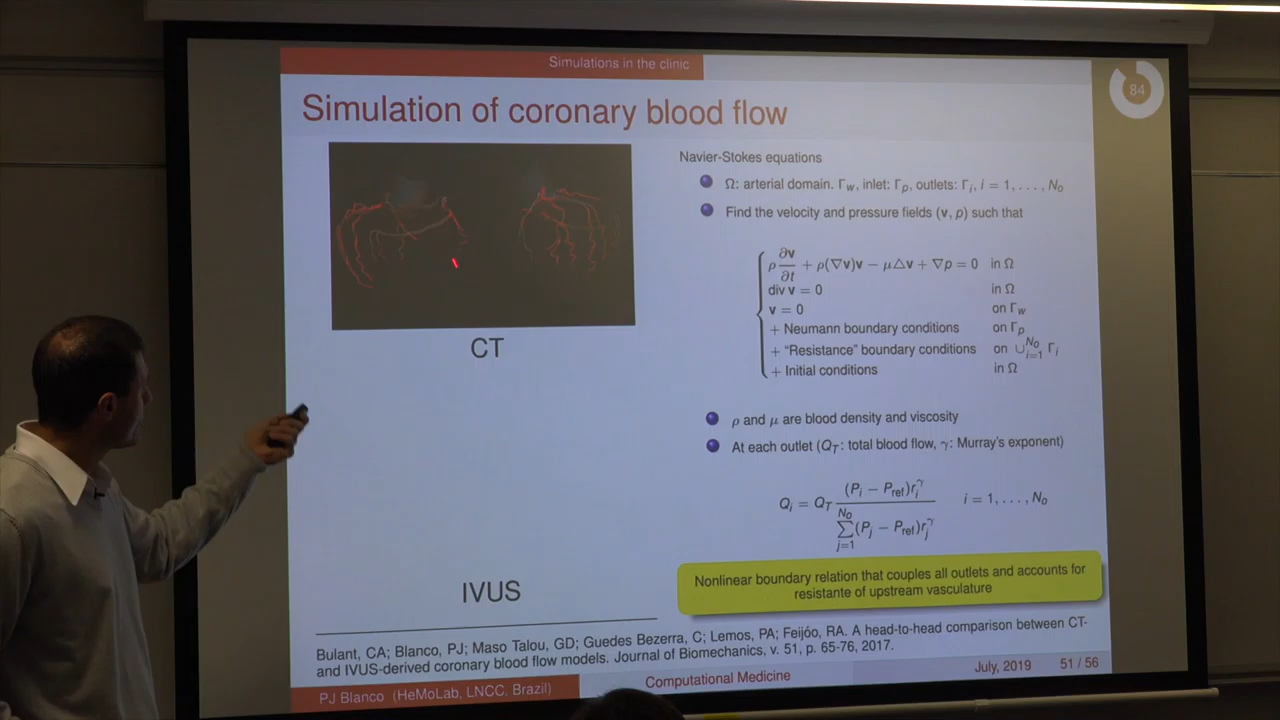 Simulations in the clinic
84
Simulation of coronary blood flow
CT
IVUS
Navier-Stokes equations
Ω: arterial domain. Γ_w, inlet: Γ_p, outlets: Γ_i, i = 1, . . . , N_o
Find the velocity and pressure fields (v, p) such that
ρ ∂v/∂t + ρ(∇v)v − μ△v + ∇p = 0 in Ω
div v = 0 in Ω
v = 0 on Γ_w
+ Neumann boundary conditions on Γ_p
+ "Resistance" boundary conditions on ∪_{i=1}^{N_o} Γ_i
+ Initial conditions in Ω
ρ and μ are blood density and viscosity
At each outlet (Q_T: total blood flow, γ: Murray's exponent)
Q_i = Q_T (P_i − P_ref)r_i^γ / ∑_{j=1}^{N_o} (P_j − P_ref)r_j^γ i = 1, . . . , N_o
Nonlinear boundary relation that couples all outlets and accounts for
resistante of upstream vasculature
Bulant, CA; Blanco, PJ; Maso Talou, GD; Guedes Bezerra, C; Lemos, PA; Feijóo, RA. A head-to-head comparison between CT-
and IVUS-derived coronary blood flow models. Journal of Biomechanics, v. 51, p. 65-76, 2017.
PJ Blanco (HeMoLab, LNCC. Brazil)
Computational Medicine
July, 2019 51 / 56